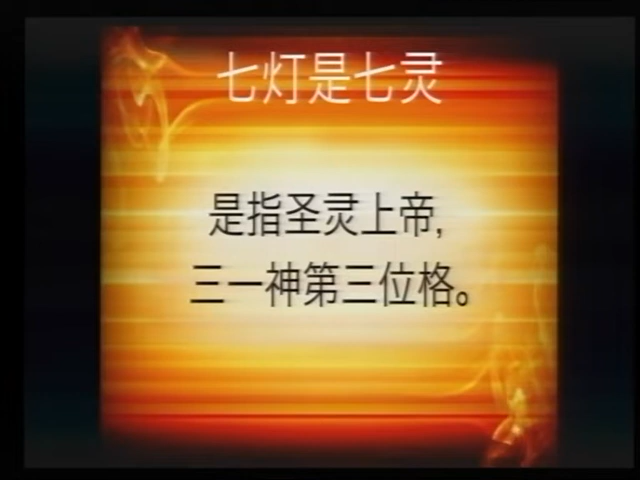 七灯是七灵
是指圣灵上帝,
三一神第三位格。